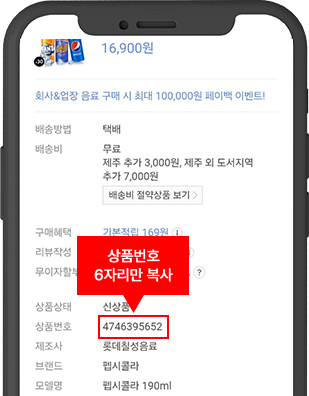 x30
16,900원
회사&업장 음료 구매 시 최대 100,000원 페이백 이벤트!
배송방법 택배
배송비 무료
제주 추가 3,000원, 제주 외 도서지역
추가 7,000원
배송비 절약상품 보기 >
구매혜택 기본적립 169원 ⓘ
리뷰작성
무이자할부 ?
상품번호
6자리만 복사
상품상태 신상품
상품번호 4746395652
제조사 롯데칠성음료
브랜드 펩시콜라
모델명 펩시콜라 190ml